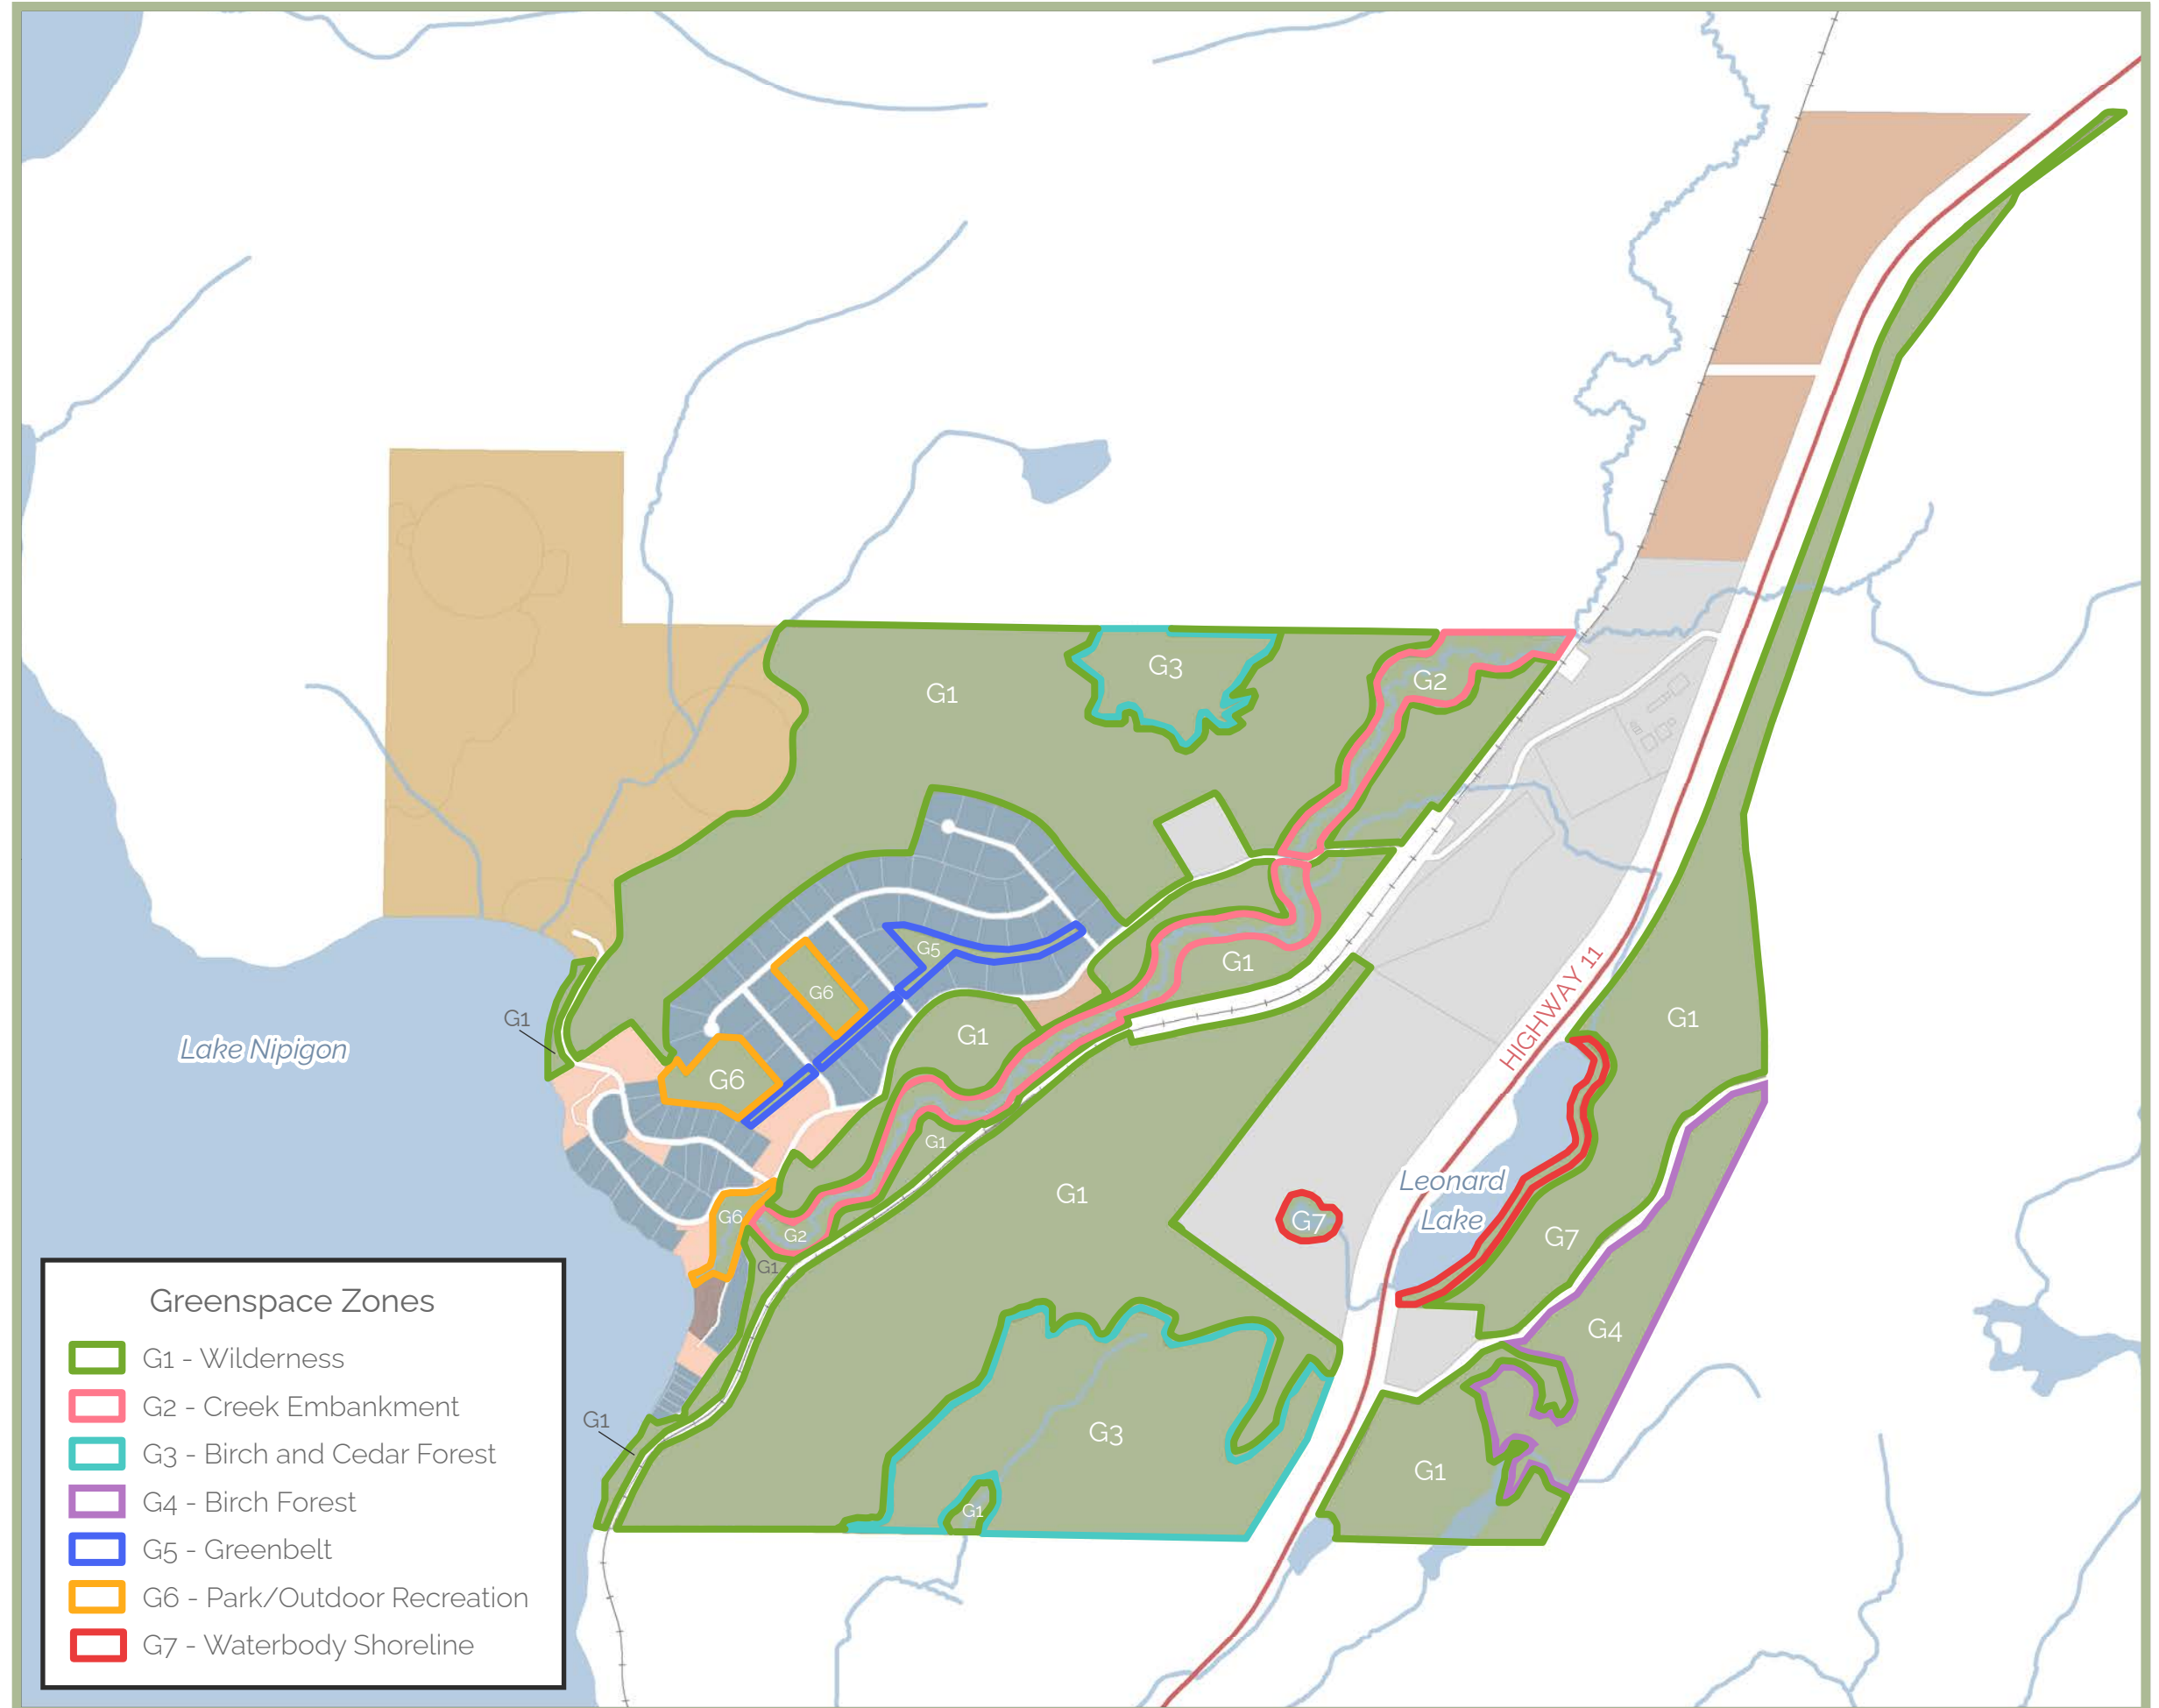 G3
G2
G1
G5
G1
G6
HIGHWAY 11
G1
G1
G1
Lake Nipigon
G6
G1
Leonard
Lake
G1
G6
G7
G2
G7
G1
G4
Greenspace Zones
G1 - Wilderness
G2 - Creek Embankment
G3 - Birch and Cedar Forest
G4 - Birch Forest
G5 - Greenbelt
G6 - Park/Outdoor Recreation
G7 - Waterbody Shoreline
G1
G3
G1
G1